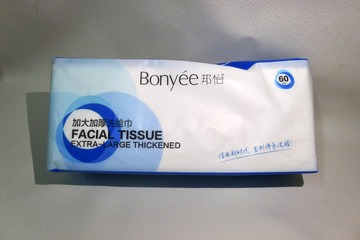 Bonyée 邦怡
60
加大加厚洗脸巾
FACIAL TISSUE
EXTRA-LARGE THICKENED